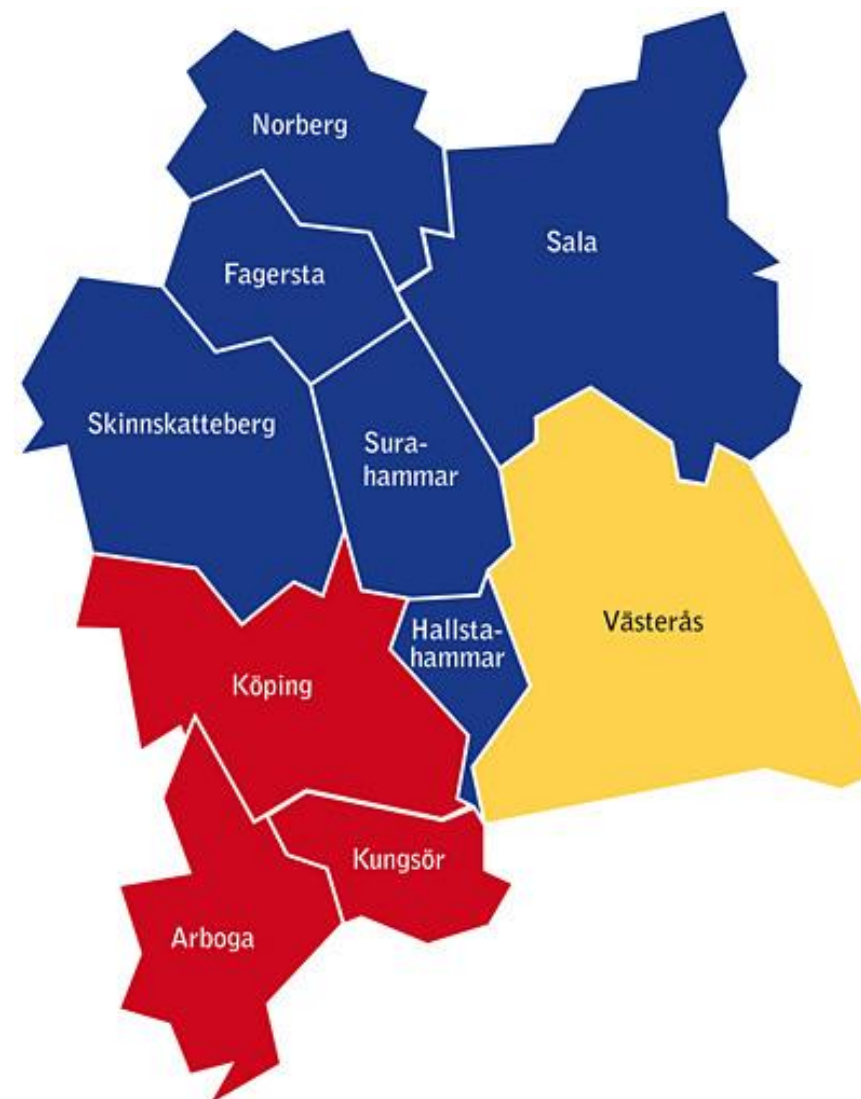 Norberg
Sala
Fagersta
Skinnskatteberg
Sura-
hammar
Hallsta-
hammar
Västerås
Köping
Kungsör
Arboga